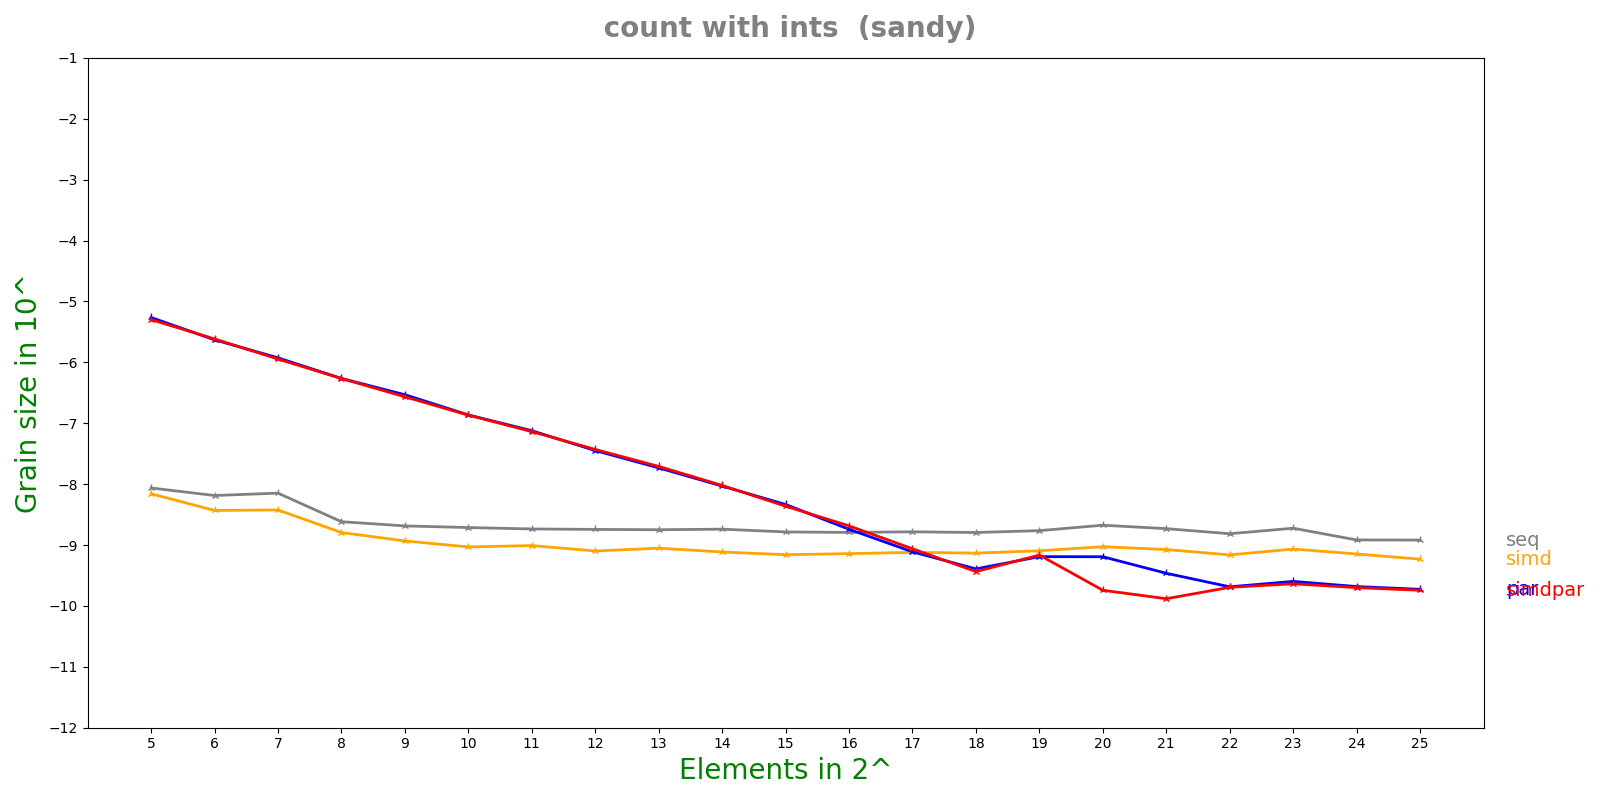 count with ints (sandy)
Grain size in 10^
−1
−2
−3
−4
−5
−6
−7
−8
−9
−10
−11
−12
5 6 7 8 9 10 11 12 13 14 15 16 17 18 19 20 21 22 23 24 25
Elements in 2^
seq
simd
par
simdpar